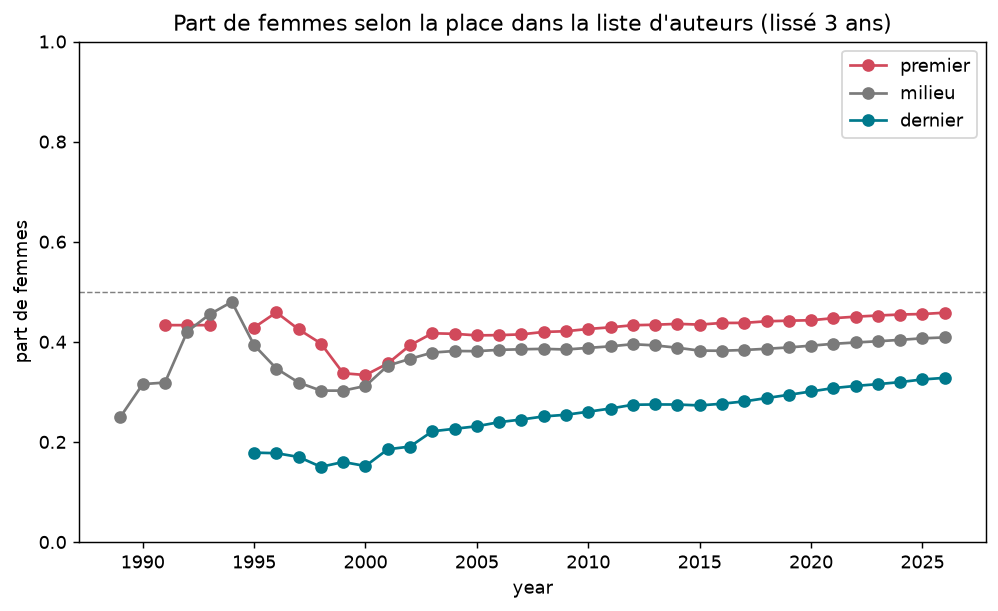 Part de femmes selon la place dans la liste d'auteurs (lissé 3 ans)
1.0
0.8
0.6
0.4
0.2
0.0
part de femmes
premier
milieu
dernier
1990 1995 2000 2005 2010 2015 2020 2025
year